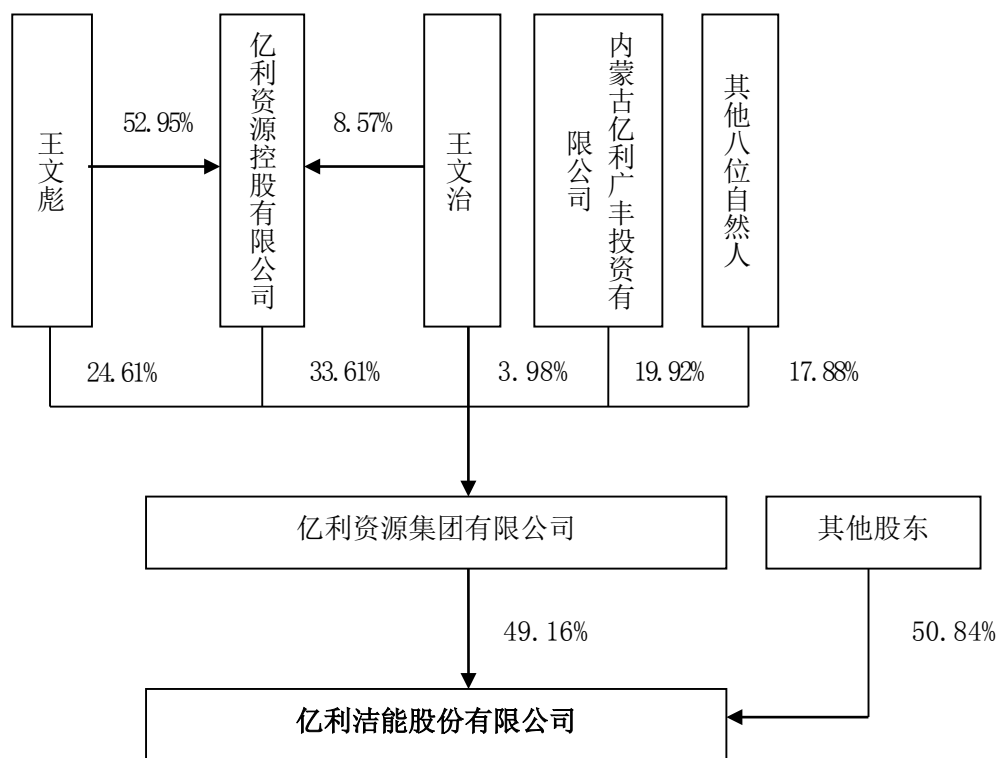 王文彪
52.95%
亿利资源控股有限公司
8.57%
王文治
内蒙古亿利广丰投资有
限公司
其他八位自然人
24.61%
33.61%
3.98%
19.92%
17.88%
亿利资源集团有限公司
其他股东
49.16%
50.84%
亿利洁能股份有限公司